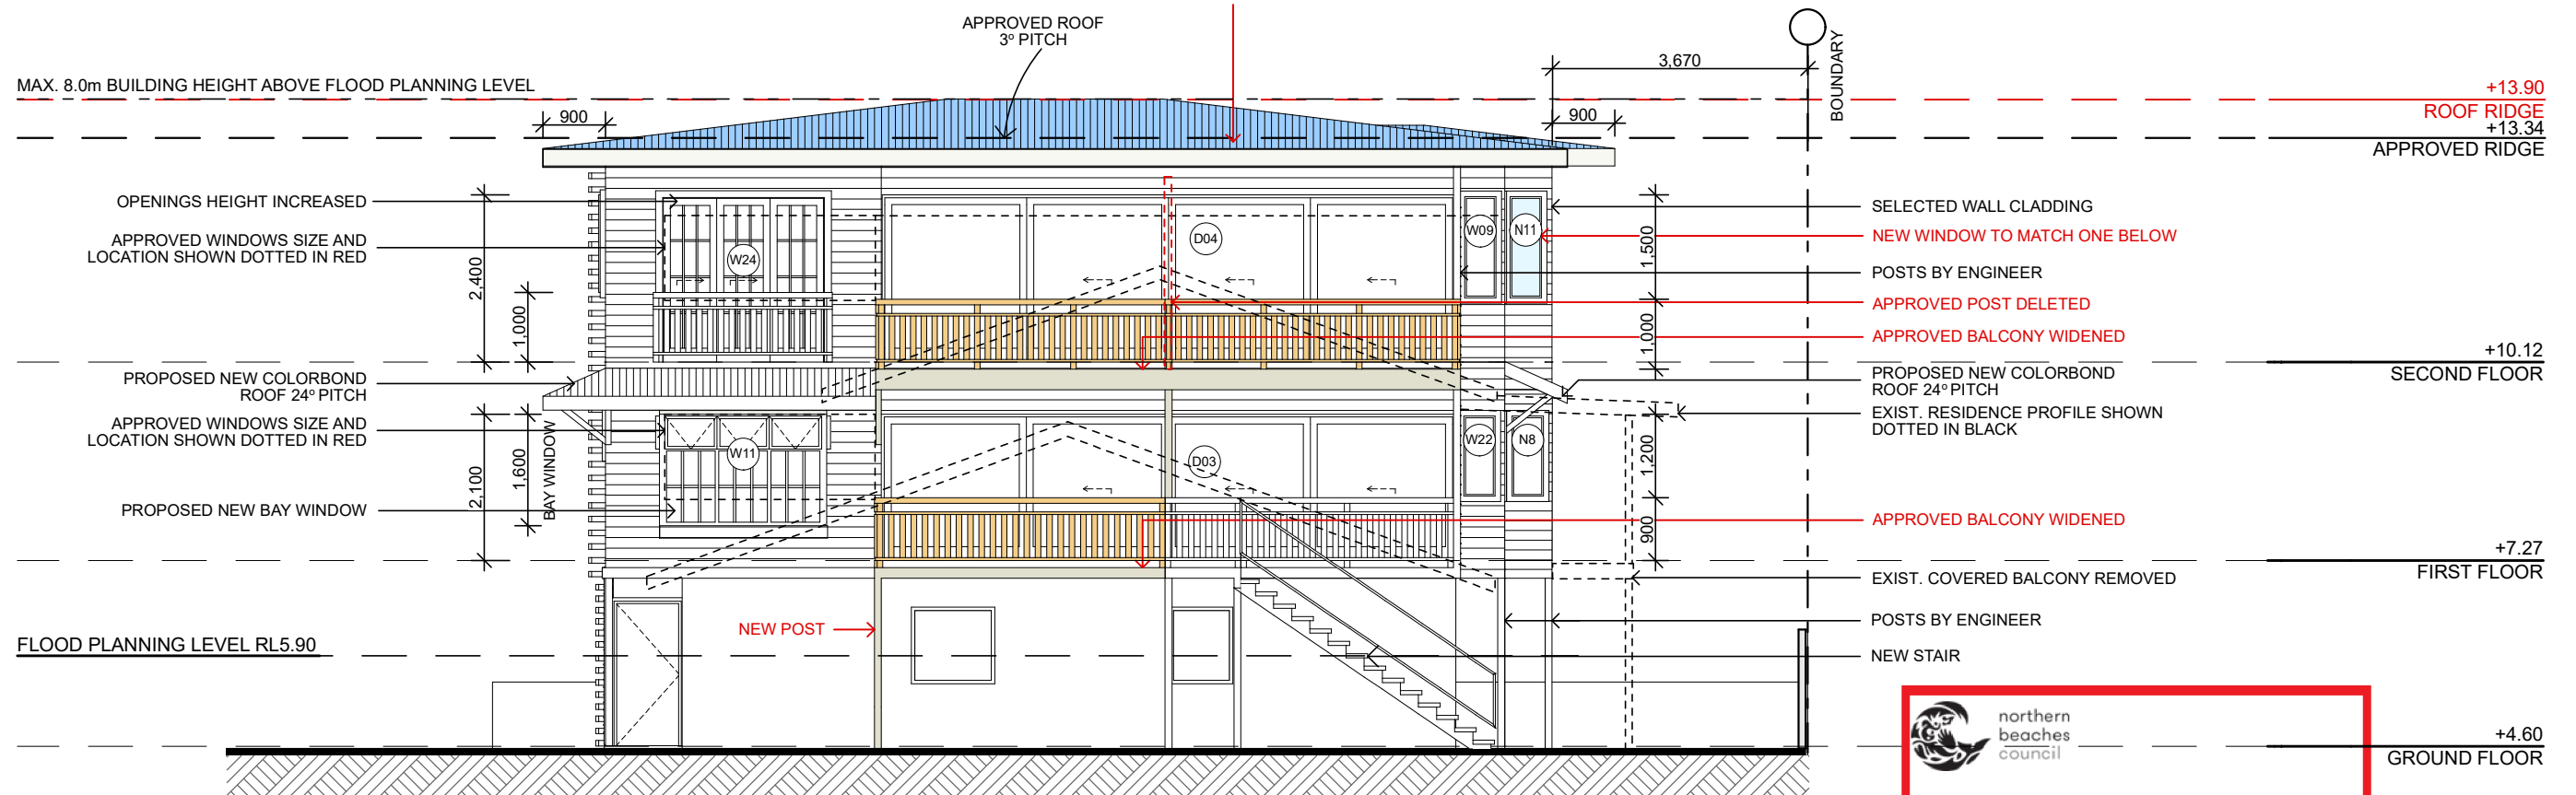 APPROVED ROOF
3º PITCH
BOUNDARY
3,670
MAX. 8.0m BUILDING HEIGHT ABOVE FLOOD PLANNING LEVEL
+13.90
ROOF RIDGE
900
900
+13.34
APPROVED RIDGE
OPENINGS HEIGHT INCREASED
APPROVED WINDOWS SIZE AND
LOCATION SHOWN DOTTED IN RED
2,400
1,000
W24
D04
W09
N11
1,500
1,000
SELECTED WALL CLADDING
NEW WINDOW TO MATCH ONE BELOW
POSTS BY ENGINEER
APPROVED POST DELETED
APPROVED BALCONY WIDENED
+10.12
SECOND FLOOR
PROPOSED NEW COLORBOND
ROOF 24º PITCH
PROPOSED NEW COLORBOND
ROOF 24º PITCH
EXIST. RESIDENCE PROFILE SHOWN
DOTTED IN BLACK
APPROVED WINDOWS SIZE AND
LOCATION SHOWN DOTTED IN RED
2,100
1,600
BAY WINDOW
W11
D03
W22
N8
1,200
900
PROPOSED NEW BAY WINDOW
APPROVED BALCONY WIDENED
+7.27
FIRST FLOOR
EXIST. COVERED BALCONY REMOVED
NEW POST
POSTS BY ENGINEER
FLOOD PLANNING LEVEL RL5.90
NEW STAIR
northern
beaches
council
+4.60
GROUND FLOOR